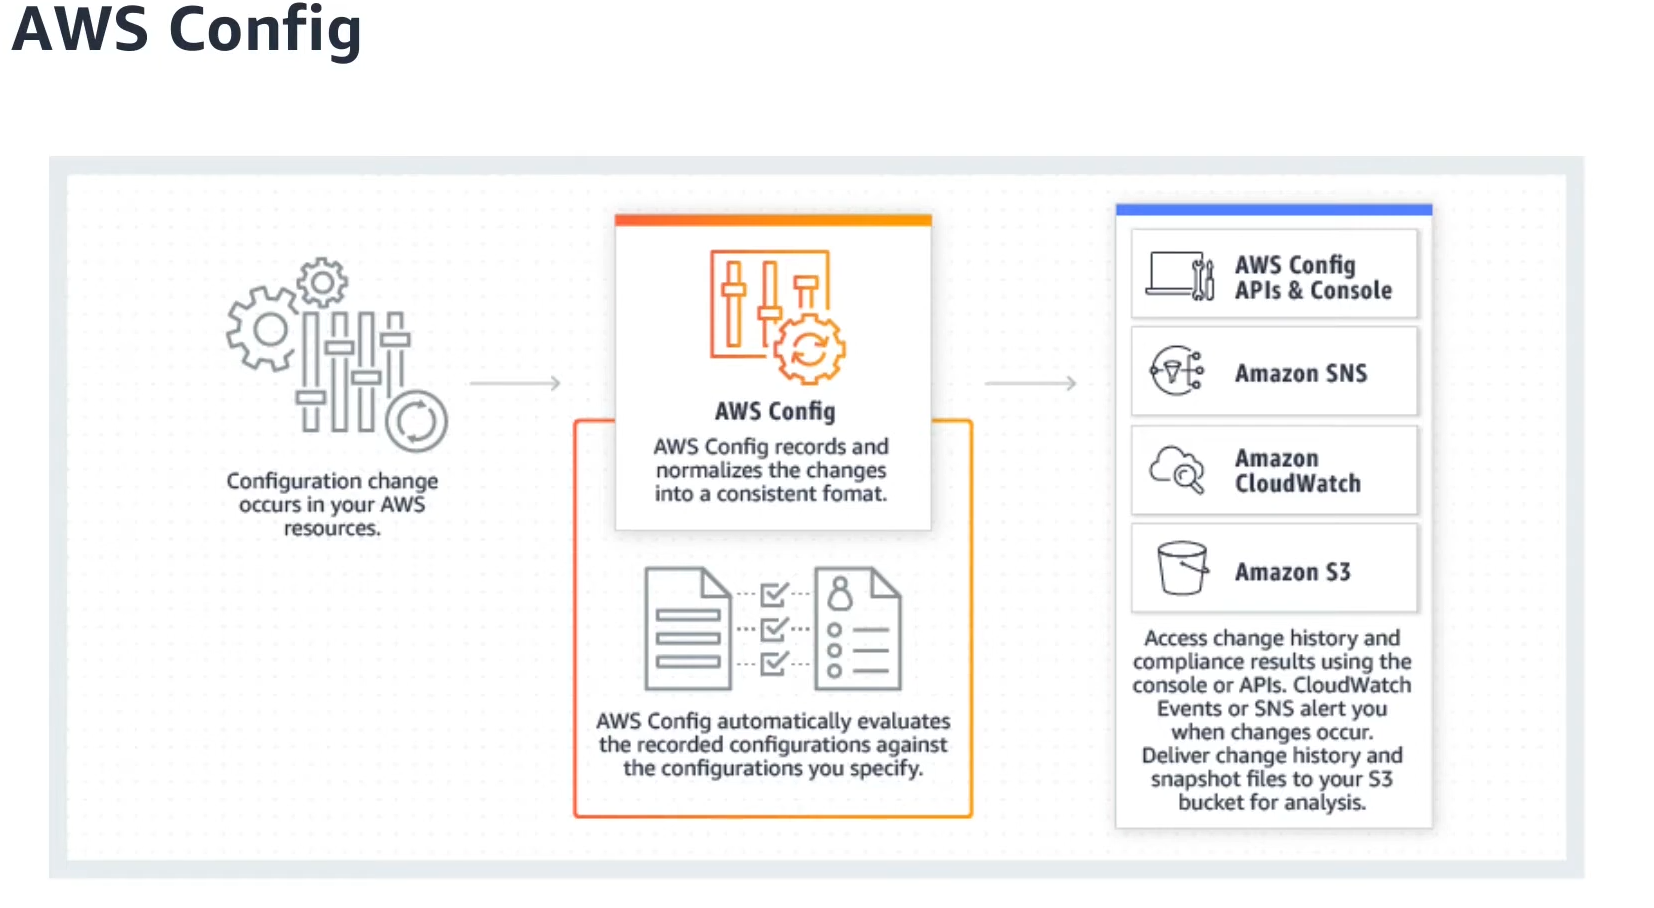 AWS Config
Configuration change
occurs in your AWS
resources.
AWS Config
AWS Config records and
normalizes the changes
into a consistent fomat.
AWS Config automatically evaluates
the recorded configurations against
the configurations you specify.
AWS Config
APIs & Console
Amazon SNS
Amazon
CloudWatch
Amazon S3
Access change history and
compliance results using the
console or APIs. CloudWatch
Events or SNS alert you
when changes occur.
Deliver change history and
snapshot files to your S3
bucket for analysis.